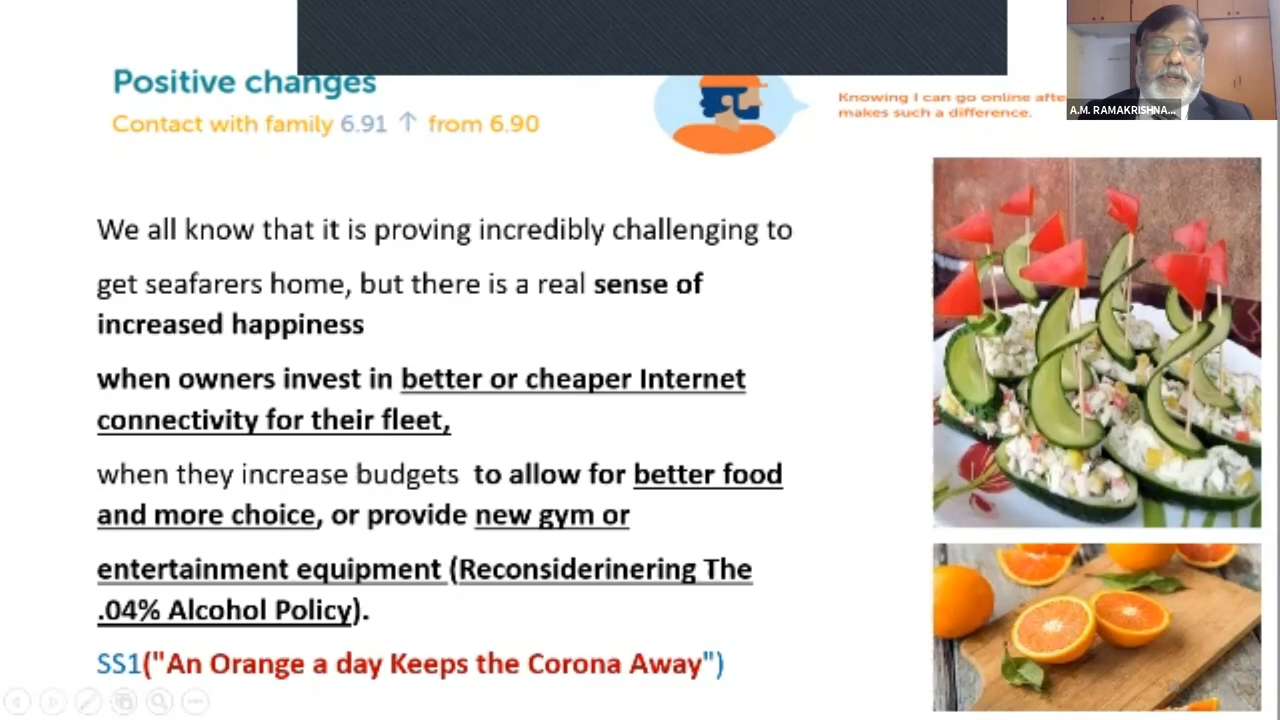 Positive changes
Contact with family 6.91 ↑ from 6.90
Knowing I can go online
makes such a difference.
A.M. RAMAKRISHNA...
We all know that it is proving incredibly challenging to
get seafarers home, but there is a real sense of
increased happiness
when owners invest in better or cheaper Internet
connectivity for their fleet,
when they increase budgets to allow for better food
and more choice, or provide new gym or
entertainment equipment (Reconsiderinering The
.04% Alcohol Policy).
SS1("An Orange a day Keeps the Corona Away")